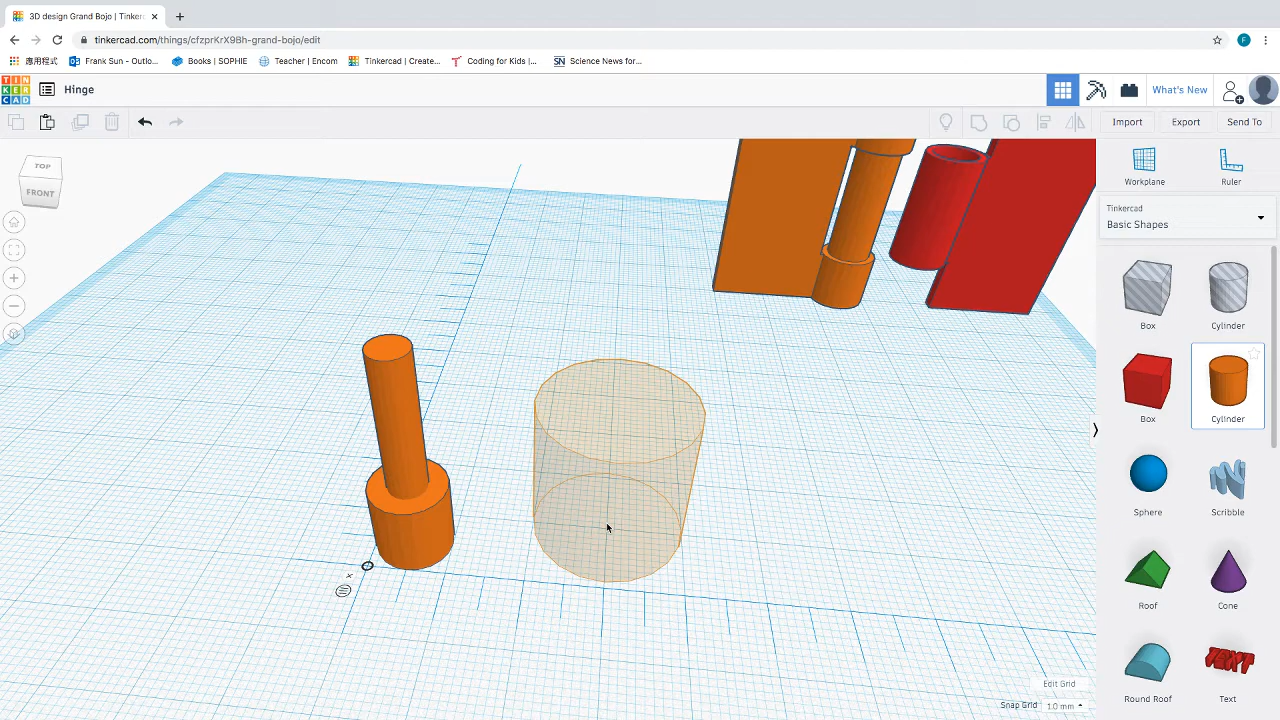 3D design Grand Bojo | Tinkerc
tinkercad.com/things/cfzprKrX9Bh-grand-bojo/edit
F
應用程式
Frank Sun - Outlo...
Books | SOPHIE
Teacher | Encom
Tinkercad | Create...
Coding for Kids |...
SN
Science News for...
TIN
KER
CAD
Hinge
What's New
Import
Export
Send To
TOP
FRONT
Workplane
Ruler
Tinkercad
Basic Shapes
Box
Cylinder
Box
Cylinder
Sphere
Scribble
Roof
Cone
TEXT
Round Roof
Text
x
Edit Grid
Snap Grid
1.0 mm